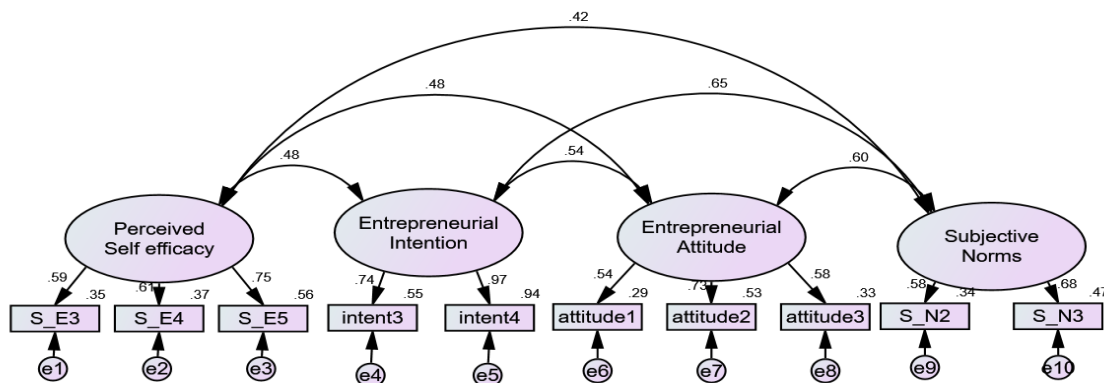 .42
.48
.65
.48
.54
.60
Perceived
Self efficacy
Entrepreneurial
Intention
Entrepreneurial
Attitude
Subjective
Norms
.59
.61
.75
.74
.97
.54
.73
.58
.58
.68
.35
.37
.56
.55
.94
.29
.53
.33
.34
.47
S_E3
S_E4
S_E5
intent3
intent4
attitude1
attitude2
attitude3
S_N2
S_N3
e1
e2
e3
e4
e5
e6
e7
e8
e9
e10